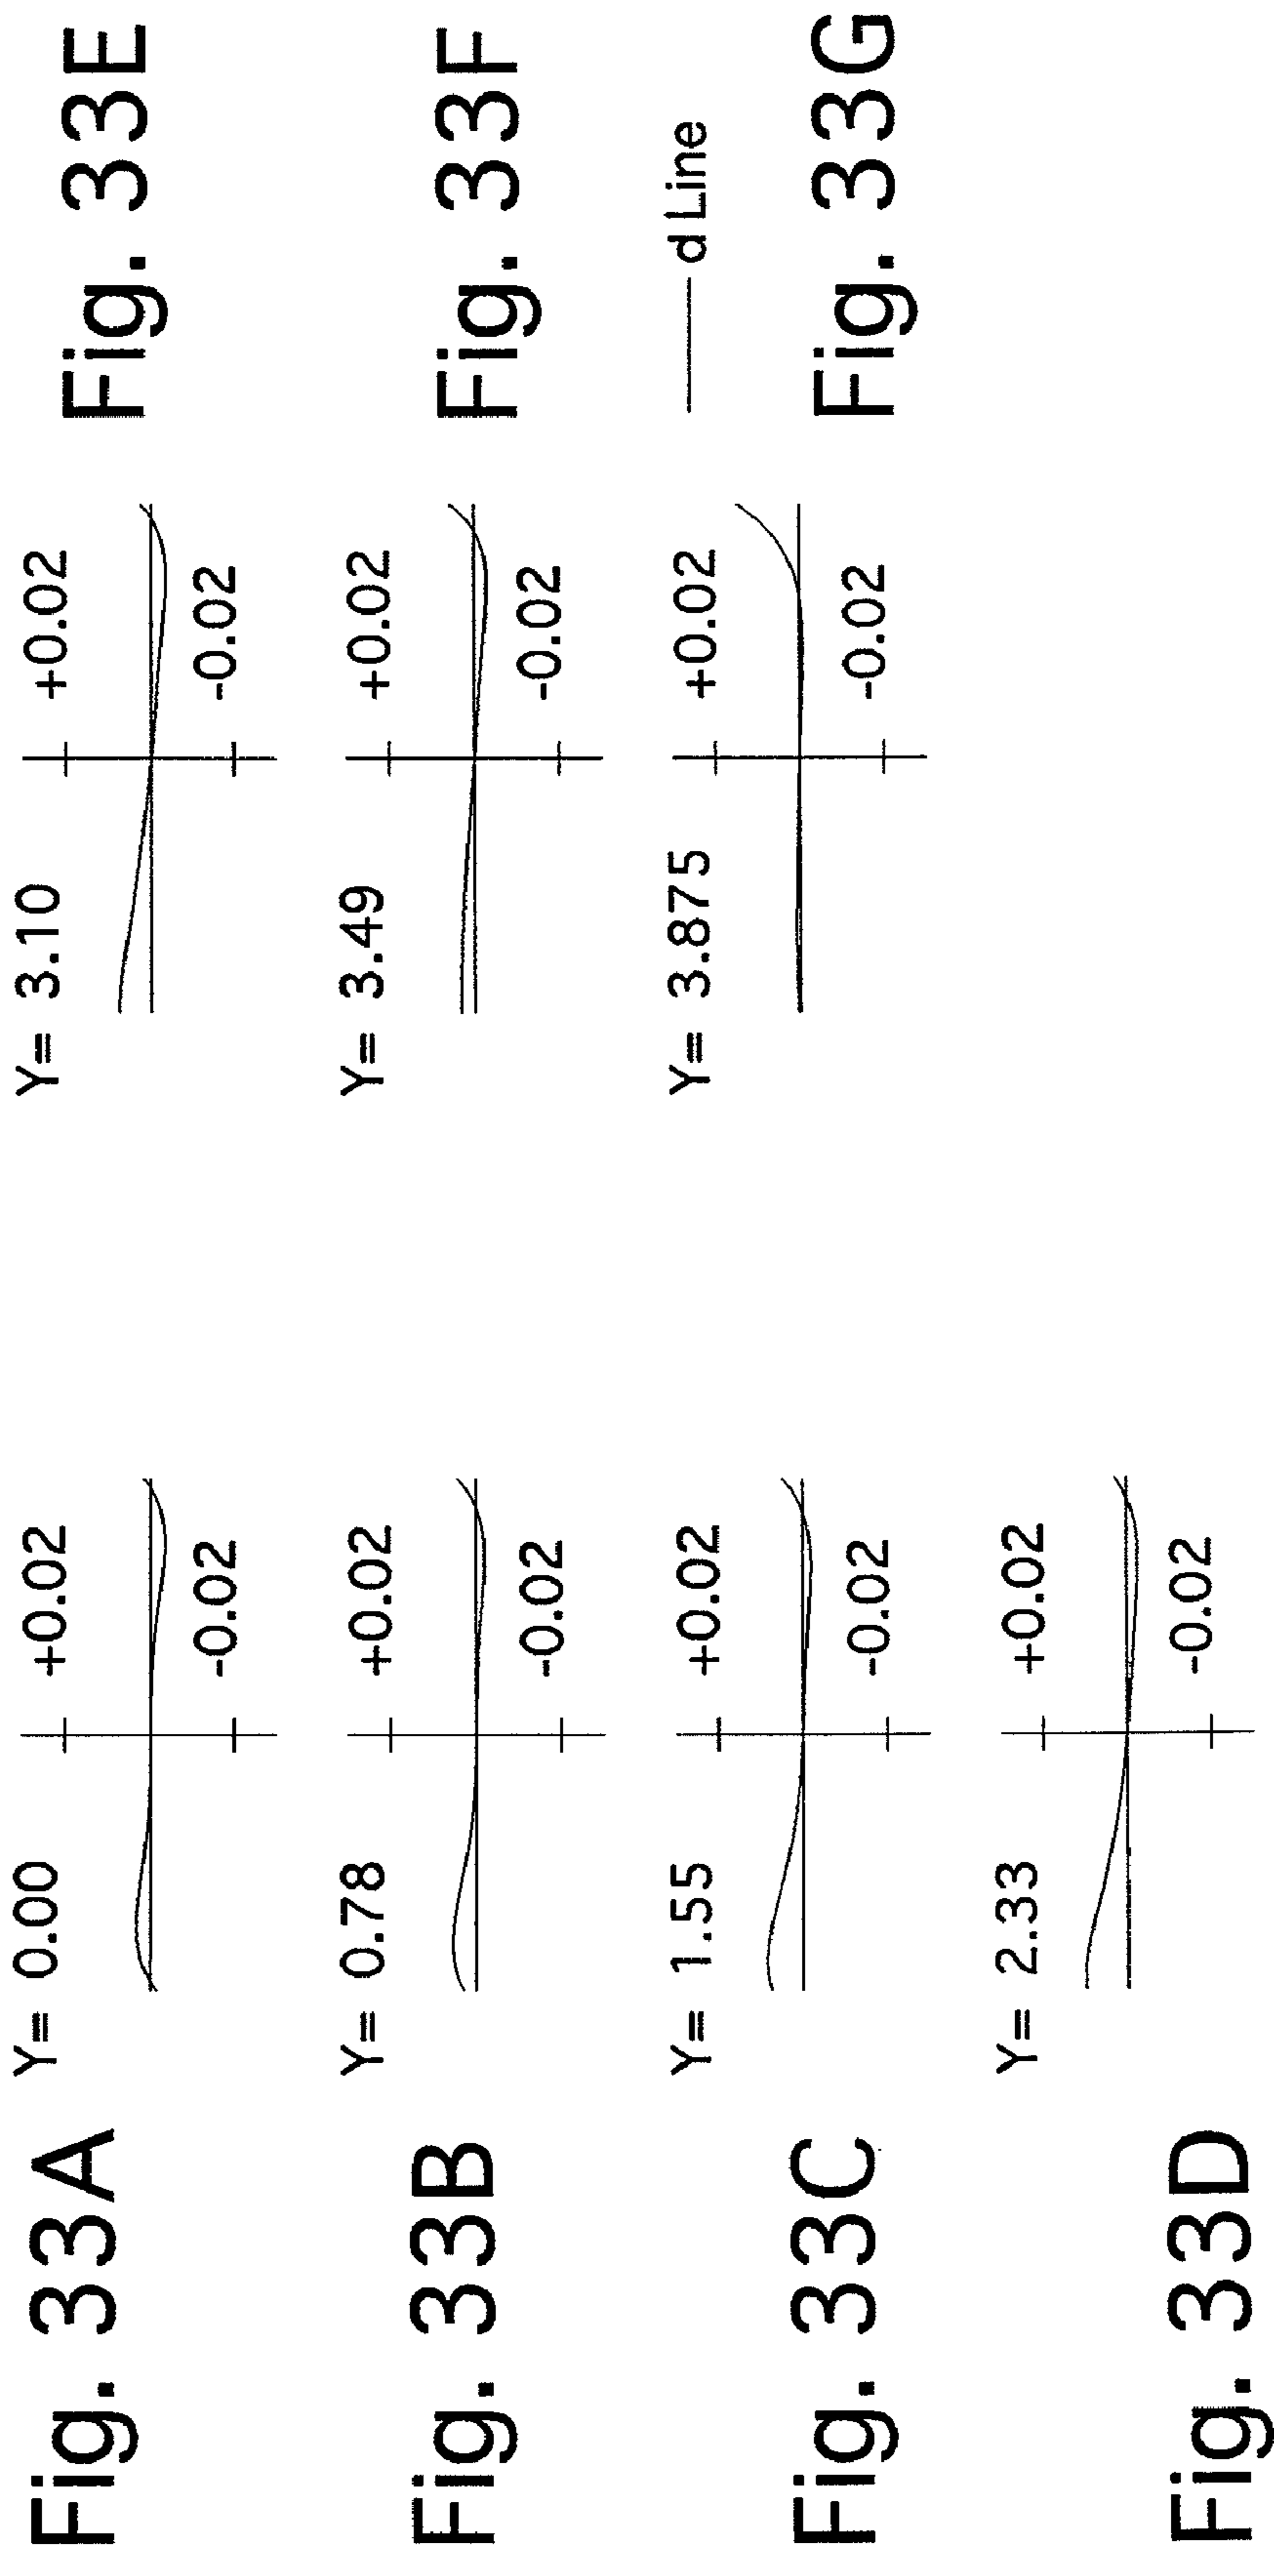 Fig. 33A
Y= 0.00
+0.02
-0.02
Fig. 33B
Y= 0.78
+0.02
-0.02
Fig. 33C
Y= 1.55
+0.02
-0.02
Fig. 33D
Y= 2.33
+0.02
-0.02
Y= 3.10
+0.02
-0.02
Fig. 33E
Y= 3.49
+0.02
-0.02
Fig. 33F
Y= 3.875
+0.02
-0.02
d Line
Fig. 33G